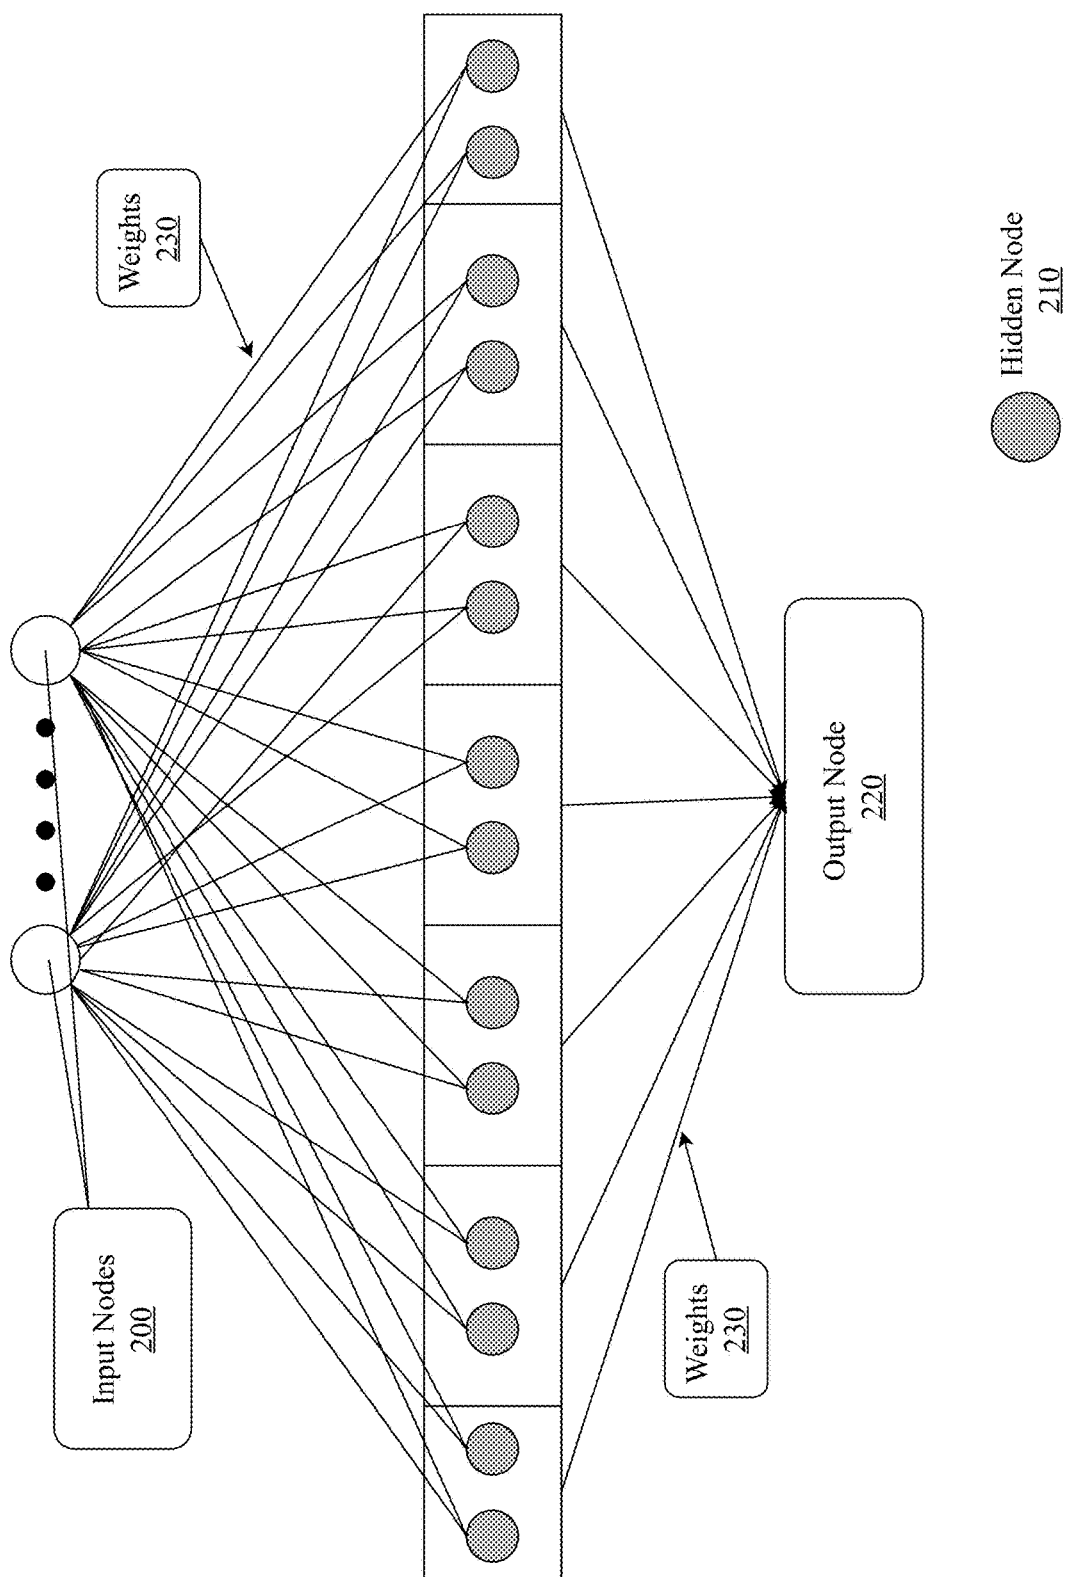 Input Nodes
200
Weights
230
Weights
230
Output Node
220
Hidden Node
210